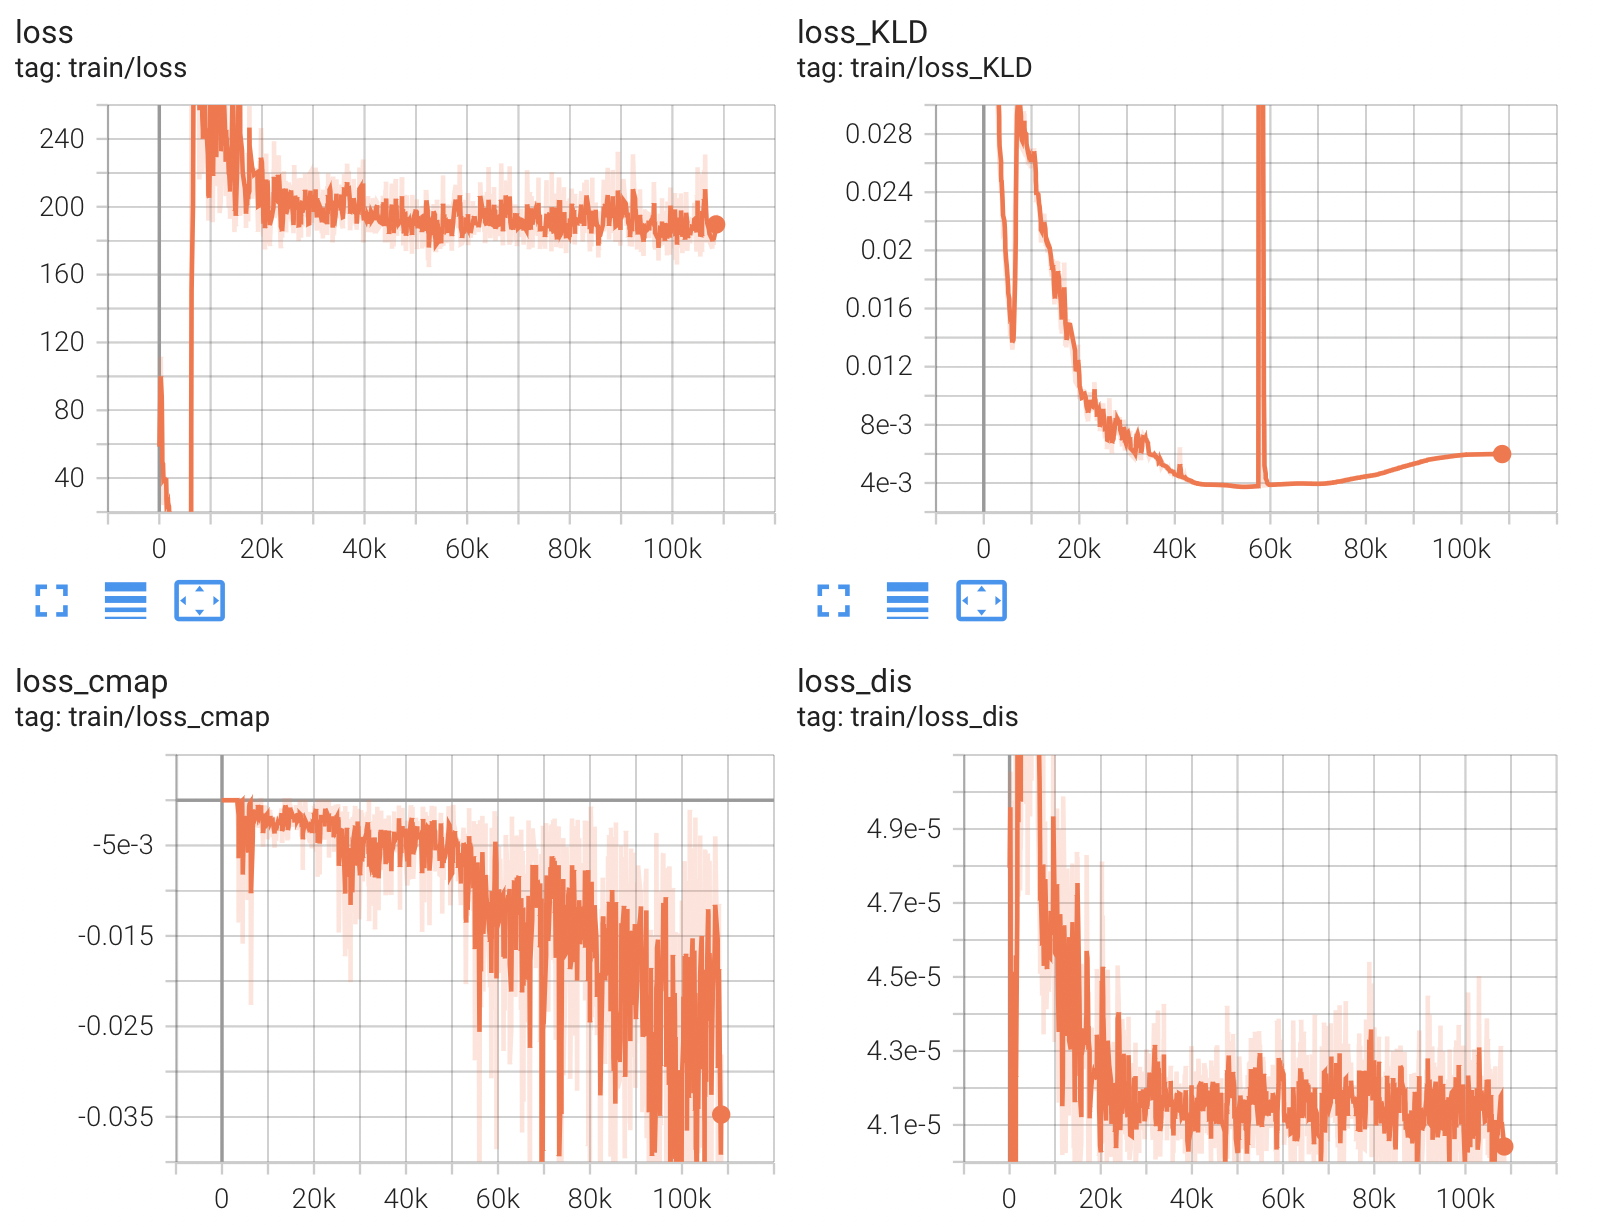 loss
tag: train/loss
240
200
160
120
80
40
0 20k 40k 60k 80k 100k
loss_KLD
tag: train/loss_KLD
0.028
0.024
0.02
0.016
0.012
8e-3
4e-3
0 20k 40k 60k 80k 100k
loss_cmap
tag: train/loss_cmap
-5e-3
-0.015
-0.025
-0.035
0 20k 40k 60k 80k 100k
loss_dis
tag: train/loss_dis
4.9e-5
4.7e-5
4.5e-5
4.3e-5
4.1e-5
0 20k 40k 60k 80k 100k